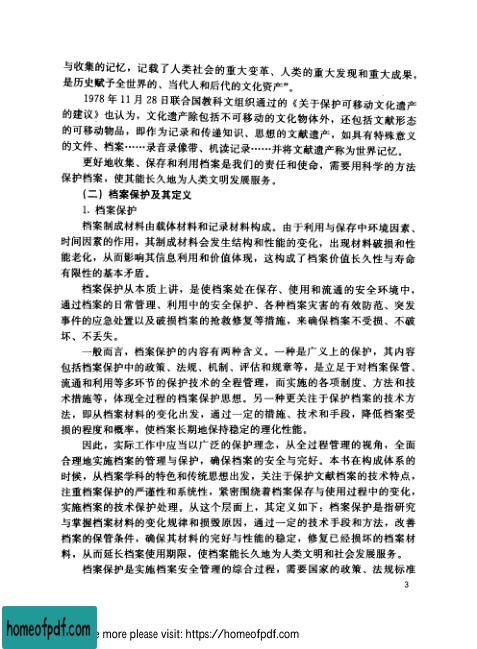 与收集的记忆，记载了人类社会的重大变革、人类的重大发现和重大成果。
是历史赋予全世界的、当代人和后代的文化资产”。
1978 年 11 月 28 日联合国教科文组织通过的《关于保护可移动文化遗产
的建议》也认为，文化遗产除包括不可移动的文化物体外，还包括文献形态
的可移动物品，即作为记录和传递知识、思想的文献遗产，如具有特殊意义
的文件、档案……录音录像带、机读记录……并将文献遗产称为世界记忆。
更好地收集、保存和利用档案是我们的责任和使命，需要用科学的方法
保护档案，使其能长久地为人类文明发展服务。
（二）档案保护及其定义
1. 档案保护
档案制成材料由载体材料和记录材料构成。由于利用与保存中环境因素、
时间因素的作用，其制成材料会发生结构和性能的变化，出现材料破损和性
能老化，从而影响其信息利用和价值体现，这构成了档案价值长久性与寿命
有限性的基本矛盾。
档案保护从本质上讲，是使档案处在保存、使用和流通的安全环境中，
通过档案的日常管理、利用中的安全保护、各种档案灾害的有效防范、突发
事件的应急处置以及破损档案的抢救修复等措施，来确保档案不受损、不破
坏、不丢失。
一般而言，档案保护的内容有两种含义。一种是广义上的保护，其内容
包括档案保护中的政策、法规、机制、评估和规章等，是立足于对档案保管、
流通和利用等多环节的保护技术的全程管理，而实施的各项制度、方法和技
术措施等，体现全过程的档案保护思想。另一种更关注于保护档案的技术方
法，即从档案材料的变化出发，通过一定的措施、技术和手段，降低档案受
损的程度和概率，使档案长期地保持稳定的理化性能。
因此，实际工作中应当以广泛的保护理念，从全过程管理的视角，全面
合理地实施档案的管理与保护，确保档案的安全与完好。本书在构成体系的
时候，从档案学科的特色和传统思想出发，关注于保护文献档案的技术特点，
注重档案保护的严谨性和系统性，紧密围绕着档案保存与使用过程中的变化，
实施档案的技术保护处理。从这个层面上，其定义如下：档案保护是指研究
与掌握档案材料的变化规律和损毁原因，通过一定的技术手段和方法，改善
档案的保管条件，确保其材料的完好与性能的稳定，修复已经损坏的档案材
料，从而延长档案使用期限，使档案能长久地为人类文明和社会发展服务。
档案保护是实施档案安全管理的综合过程，需要国家的政策、法规标准
3
homeofpdf.com
e more please visit: https://homeofpdf.com